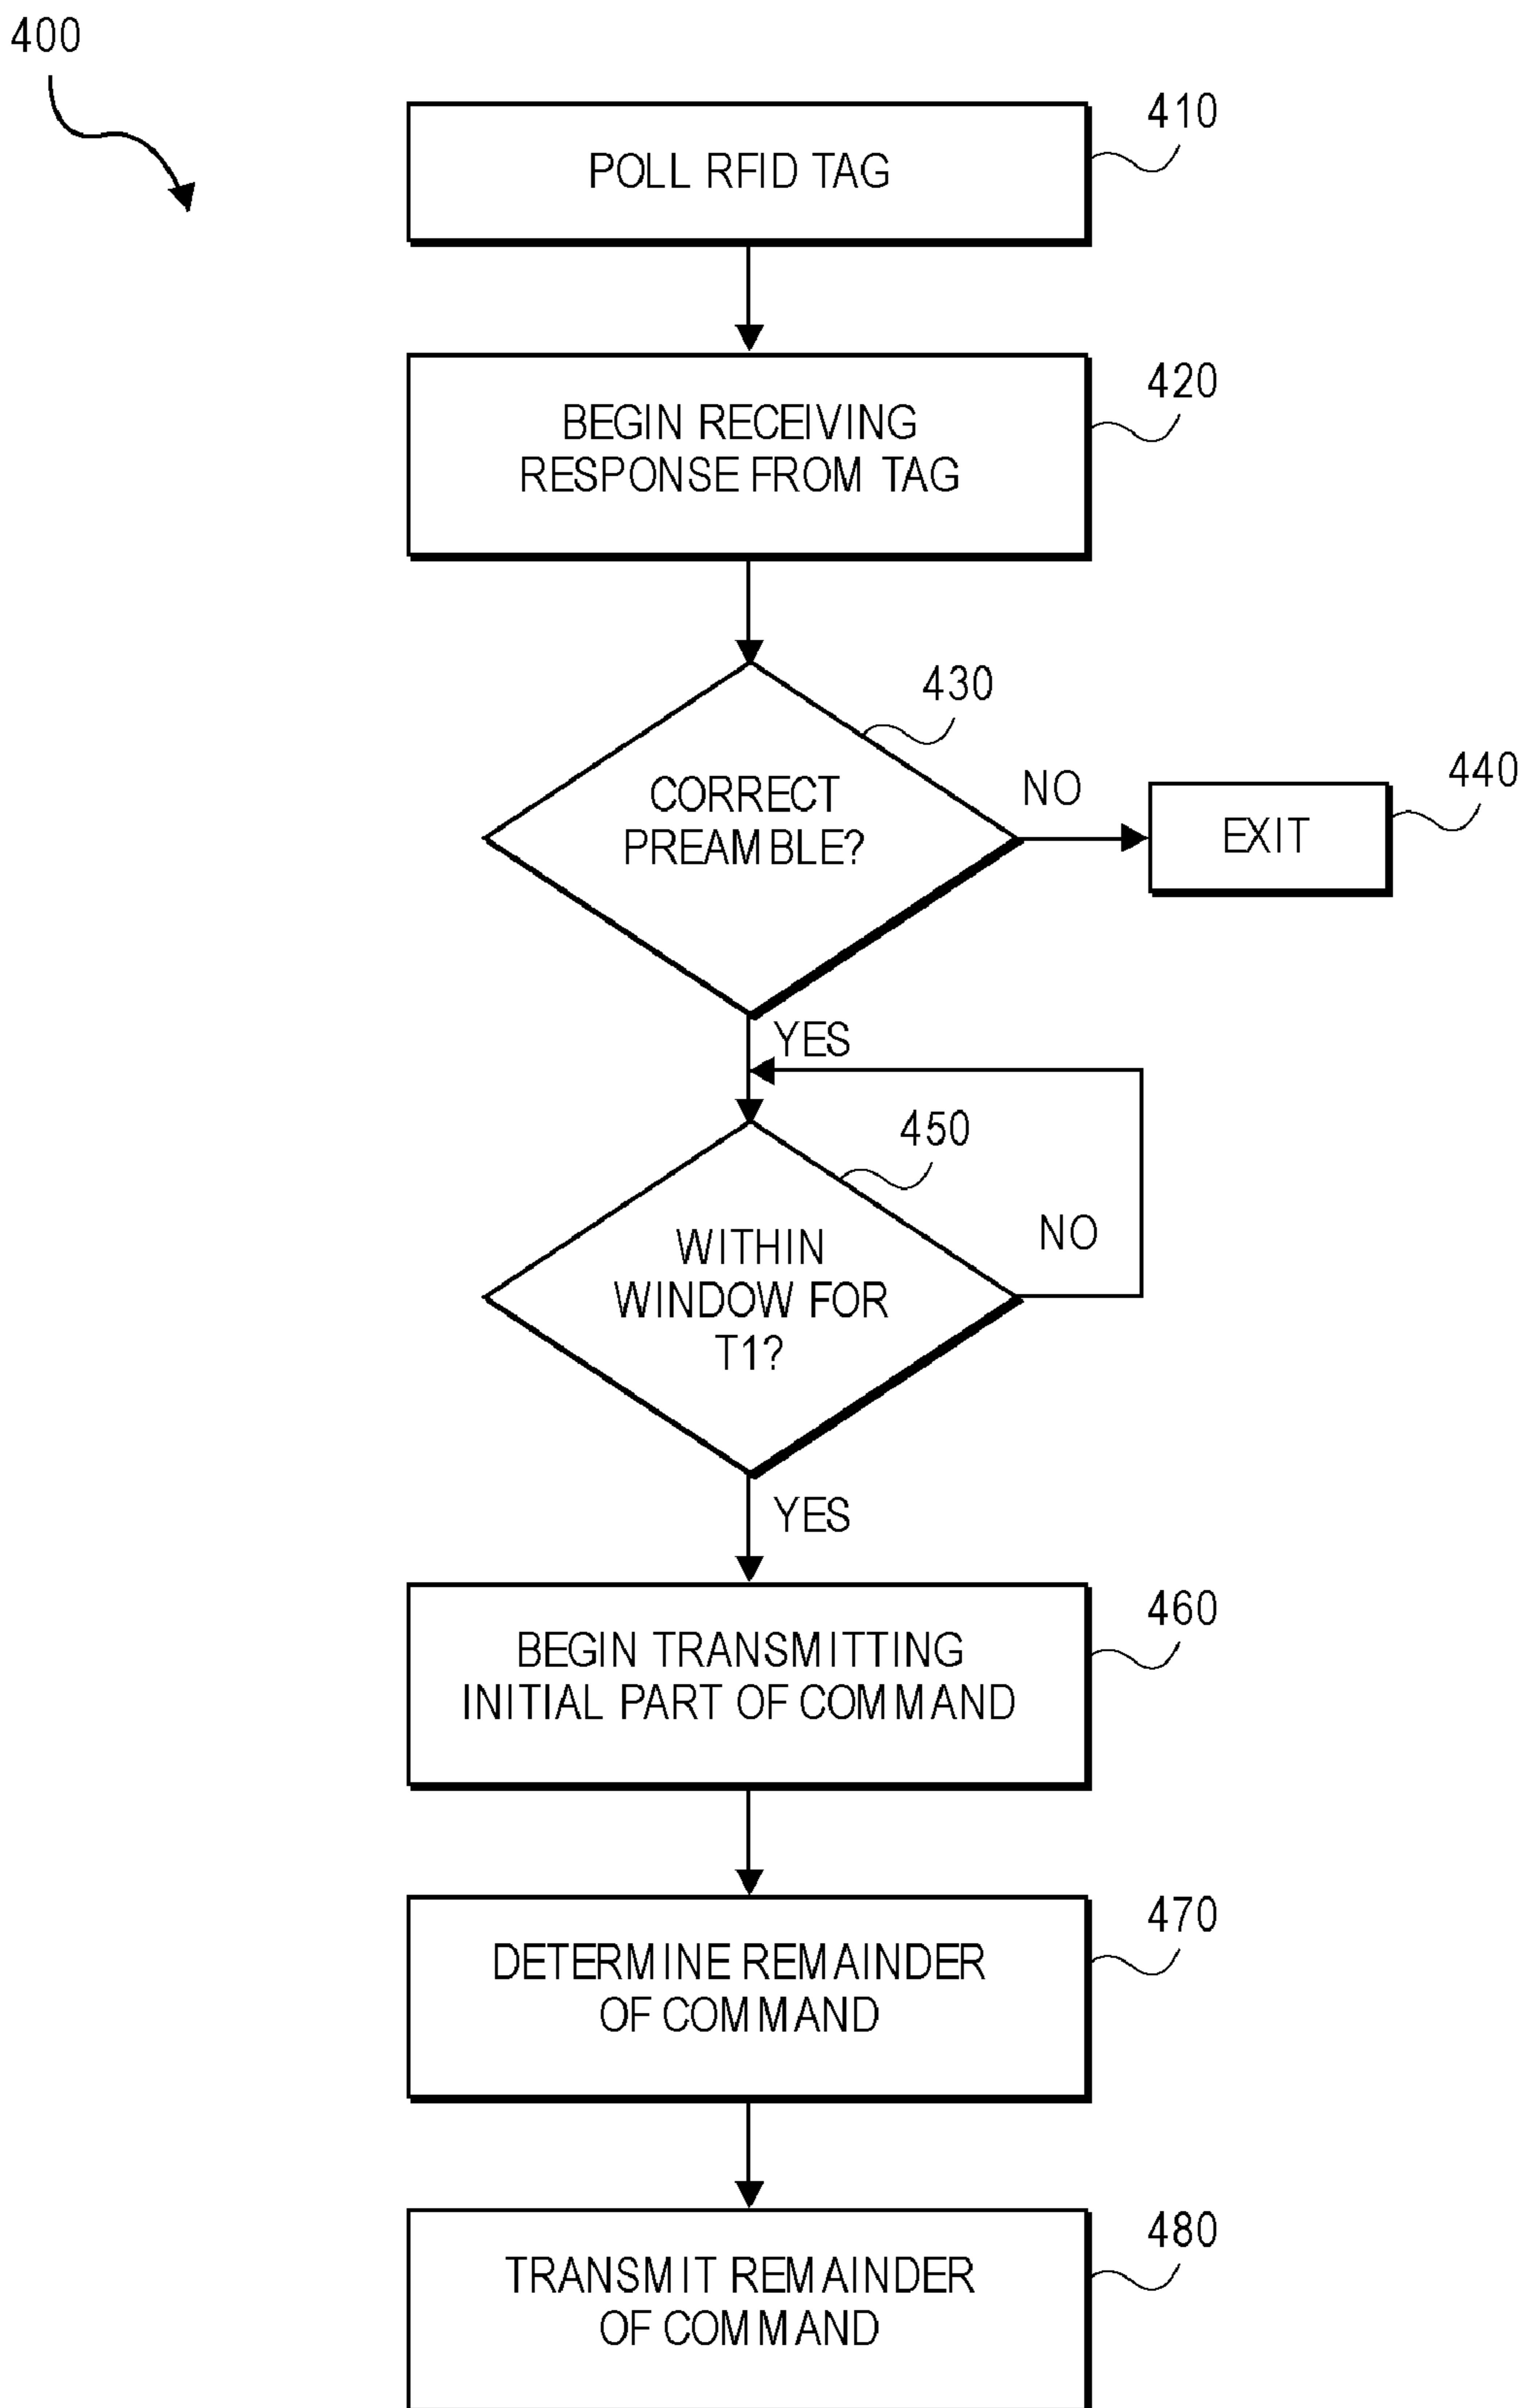 400
410
POLL RFID TAG
420
BEGIN RECEIVING
RESPONSE FROM TAG
430
CORRECT
PREAMBLE?
NO
440
EXIT
YES
450
WITHIN
WINDOW FOR
T1?
NO
YES
460
BEGIN TRANSMITTING
INITIAL PART OF COMMAND
470
DETERMINE REMAINDER
OF COMMAND
480
TRANSMIT REMAINDER
OF COMMAND